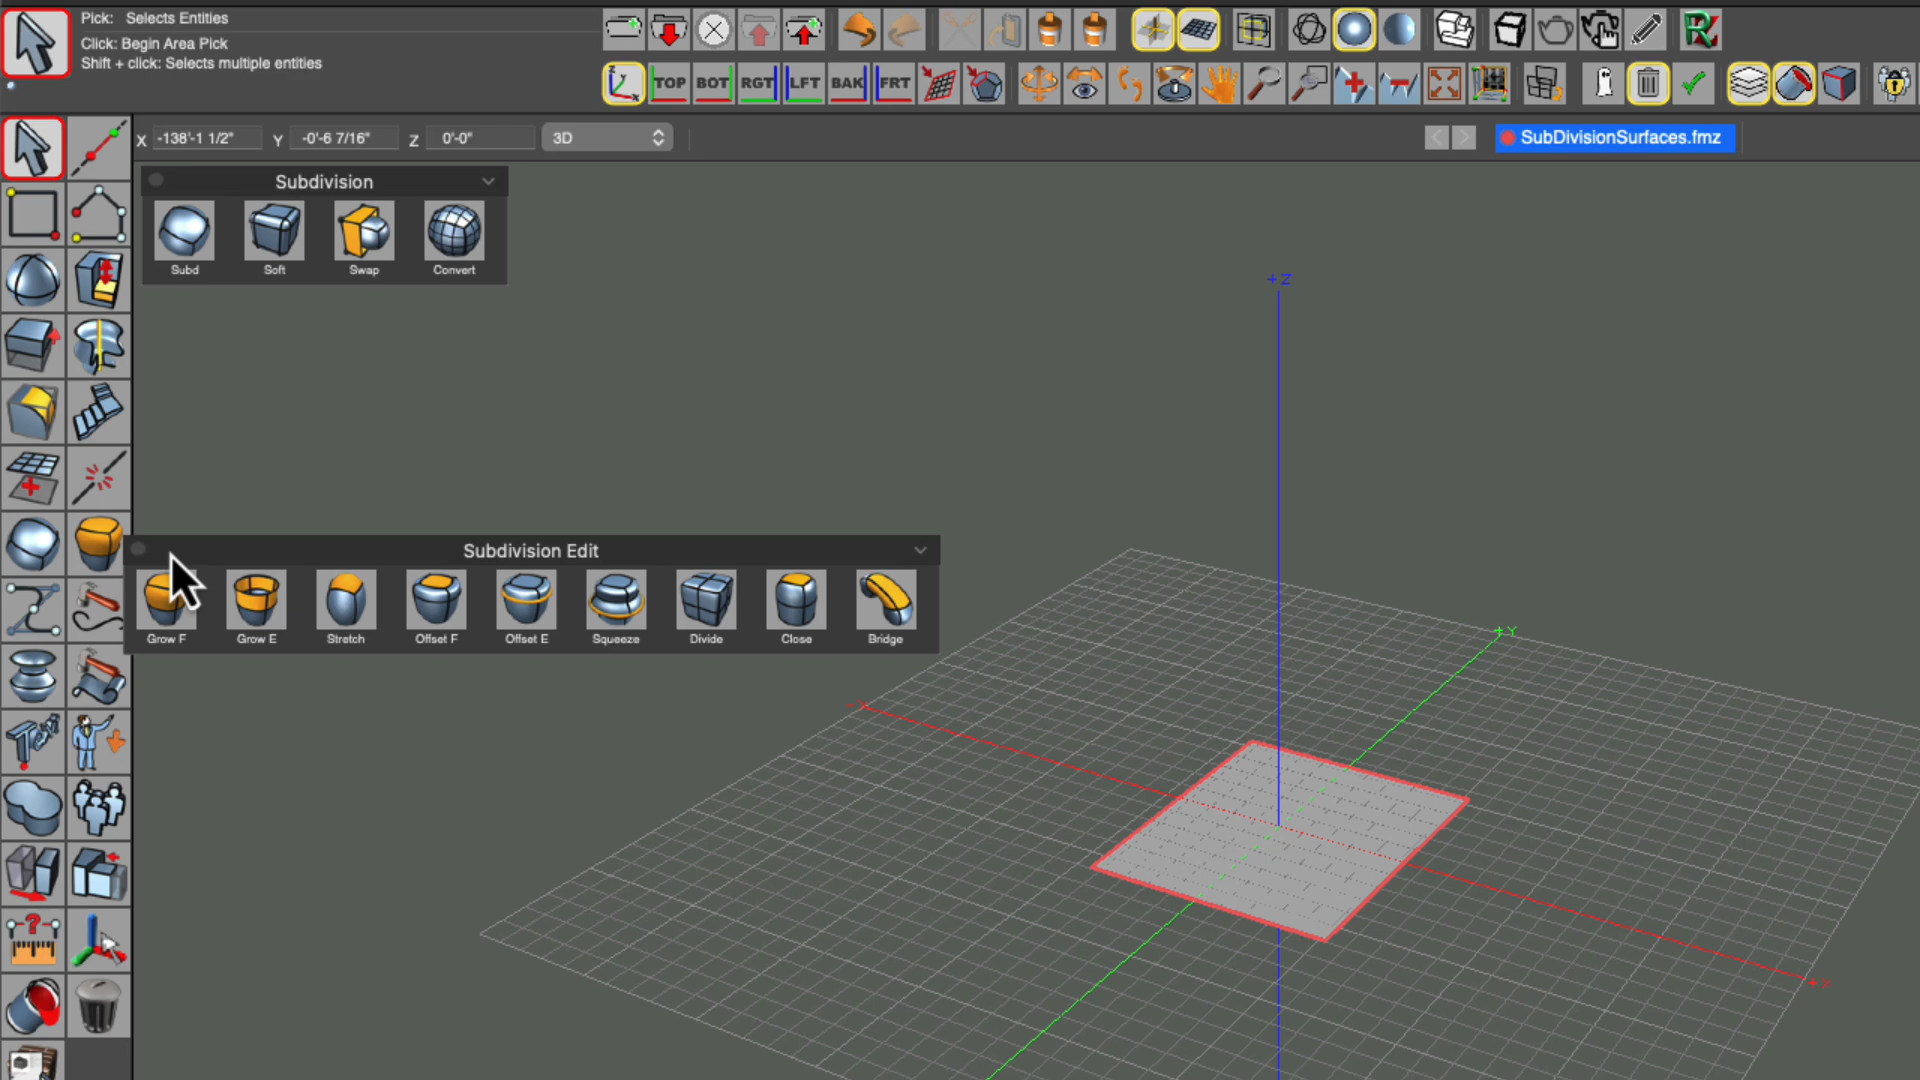 Pick: Selects Entities
Click: Begin Area Pick
Shift + click: Selects multiple entities
TOP BOT RGT LFT BAK FRT
X -138'-1 1/2" Y -0'-6 7/16" Z 0'-0" 3D
SubDivisionSurfaces.fmz
Subdivision
Subd Soft Swap Convert
+Z
Subdivision Edit
Grow F Grow E Stretch Offset F Offset E Squeeze Divide Close Bridge
+Y
+X